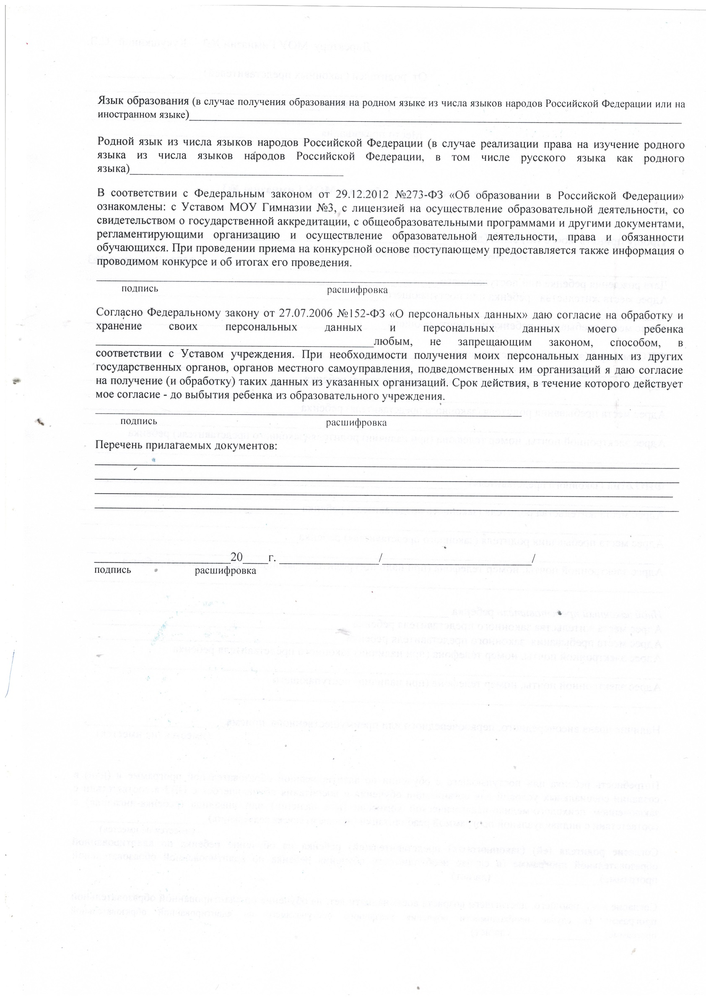 Язык образования (в случае получения образования на родном языке из числа языков народов Российской Федерации или на
иностранном языке)____________________
Родной язык из числа языков народов Российской Федерации (в случае реализации права на изучение родного
языка из числа языков народов Российской Федерации, в том числе русского языка как родного
языка)____________________
В соответствии с Федеральным законом от 29.12.2012 №273-ФЗ «Об образовании в Российской Федерации»
ознакомлены: с Уставом МОУ Гимназии №3, с лицензией на осуществление образовательной деятельности, со
свидетельством о государственной аккредитации, с общеобразовательными программами и другими документами,
регламентирующими организацию и осуществление образовательной деятельности, права и обязанности
обучающихся. При проведении приема на конкурсной основе поступающему предоставляется также информация о
проводимом конкурсе и об итогах его проведения.
подпись расшифровка
Согласно Федеральному закону от 27.07.2006 №152-ФЗ «О персональных данных» даю согласие на обработку и
хранение своих персональных данных и персональных данных моего ребенка
____________________любым, не запрещающим законом, способом, в
соответствии с Уставом учреждения. При необходимости получения моих персональных данных из других
государственных органов, органов местного самоуправления, подведомственных им организаций я даю согласие
на получение (и обработку) таких данных из указанных организаций. Срок действия, в течение которого действует
мое согласие - до выбытия ребенка из образовательного учреждения.
подпись расшифровка
Перечень прилагаемых документов:
____________________20____г. ____________________/____________________/
подпись расшифровка